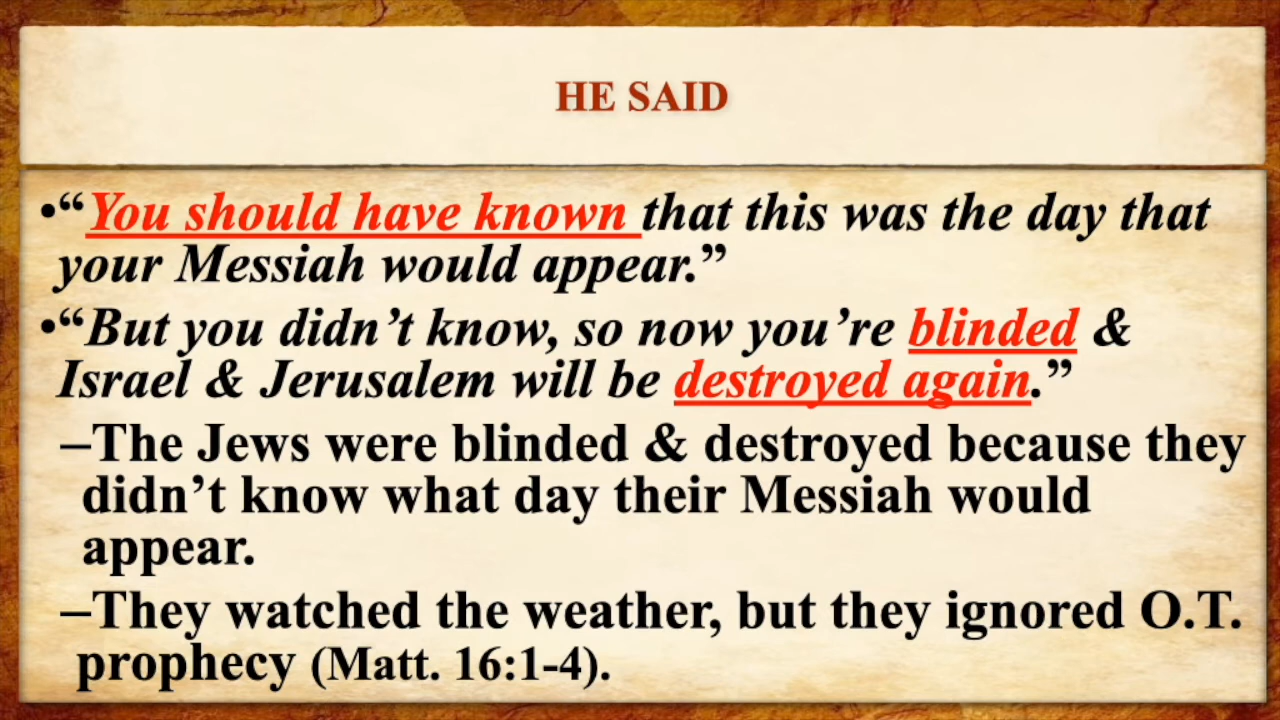 HE SAID
•“You should have known that this was the day that
your Messiah would appear.”
•“But you didn’t know, so now you’re blinded &
Israel & Jerusalem will be destroyed again.”
–The Jews were blinded & destroyed because they
didn’t know what day their Messiah would
appear.
–They watched the weather, but they ignored O.T.
prophecy (Matt. 16:1-4).